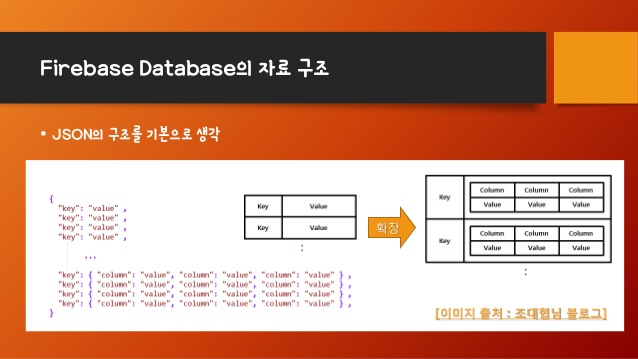 Firebase Database의 자료 구조
• JSON의 구조를 기본으로 생각
{
"key": "value" ,
"key": "value" ,
"key": "value" ,
"key": "value" ,
...
"key": { "column": "value", "column": "value", "column": "value" } ,
"key": { "column": "value", "column": "value", "column": "value" } ,
"key": { "column": "value", "column": "value", "column": "value" } ,
"key": { "column": "value", "column": "value", "column": "value" } ,
}
Key Value
Key Value
:
확장
Key Column Column Column
Value Value Value
Key Column Column Column
Value Value Value
:
[이미지 출처 : 조대협님 블로그]